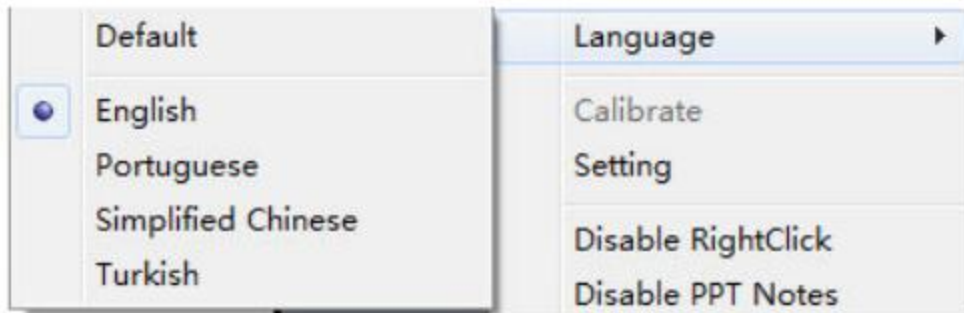 Default
English
Portuguese
Simplified Chinese
Turkish
Language
Calibrate
Setting
Disable RightClick
Disable PPT Notes